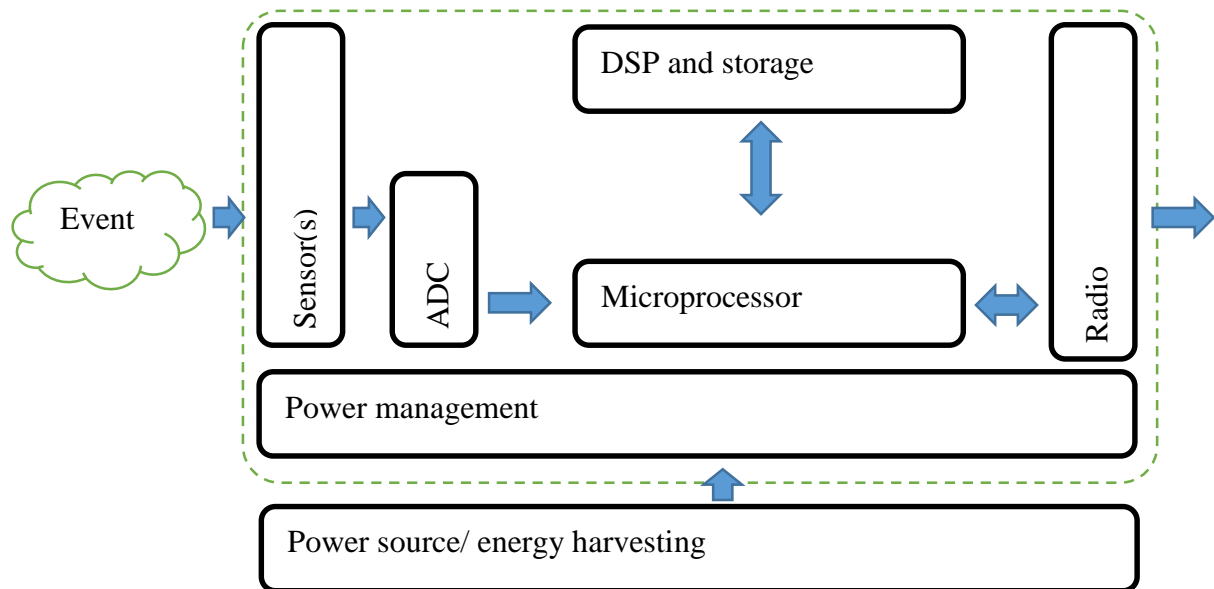 Event
Sensor(s)
ADC
DSP and storage
Microprocessor
Radio
Power management
Power source/ energy harvesting